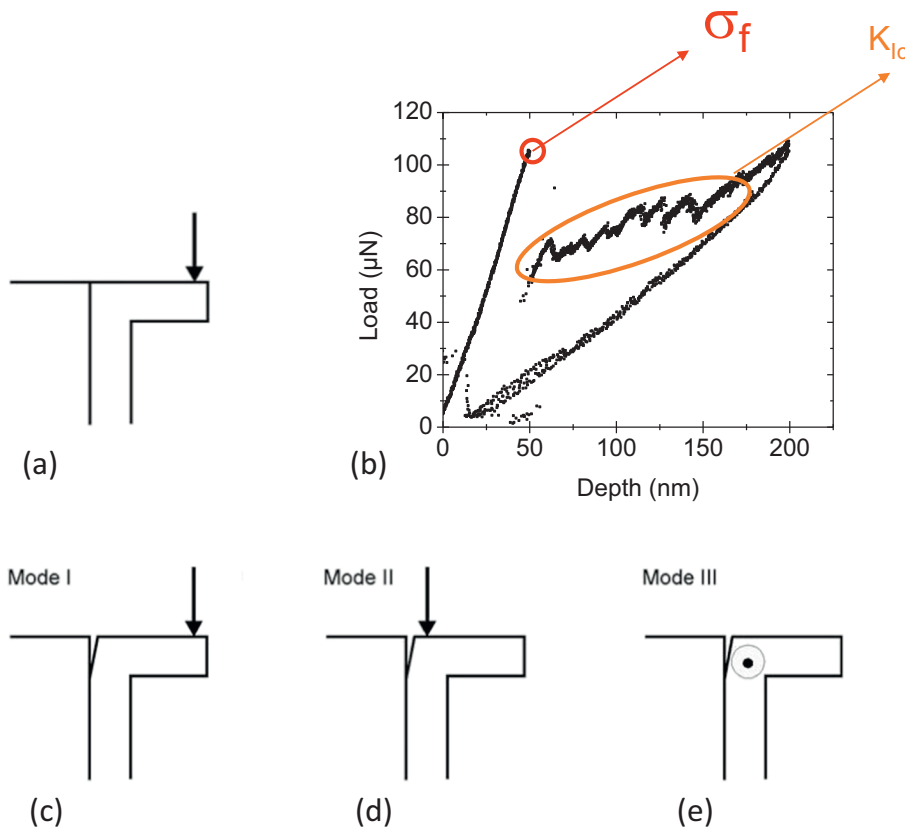 σf
KIc
120
100
80
60
40
20
0
Load (µN)
0 50 100 150 200
Depth (nm)
(a)
(b)
Mode I
Mode II
Mode III
(c)
(d)
(e)